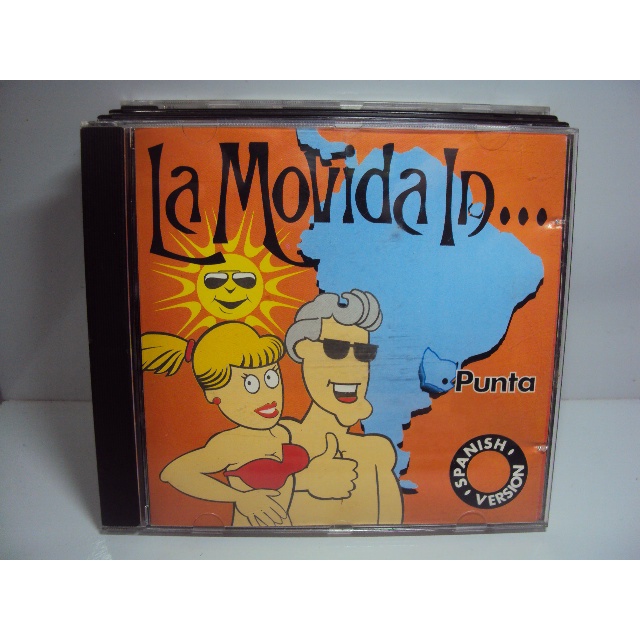 La Movida In...
Punta
SPANISH
VERSION